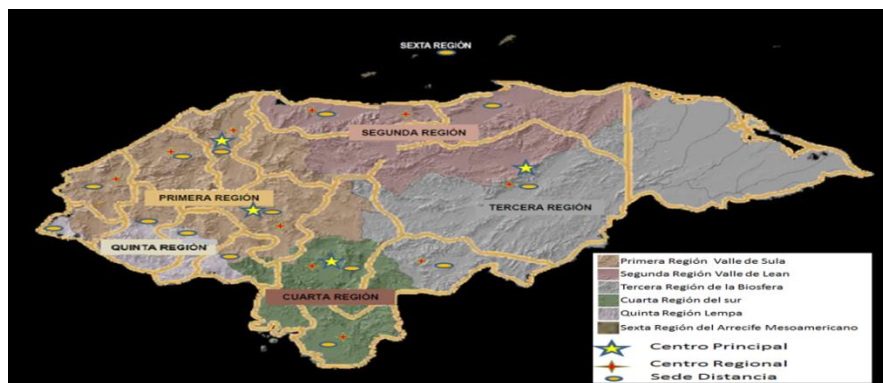 SEXTA REGIÓN
SEGUNDA REGIÓN
PRIMERA REGIÓN
TERCERA REGIÓN
QUINTA REGIÓN
CUARTA REGIÓN
Primera Región Valle de Sula
Segunda Región Valle de Lean
Tercera Región de la Biosfera
Cuarta Región del sur
Quinta Región Lempa
Sexta Región del Arrecife Mesoamericano
Centro Principal
Centro Regional
Sede Distancia